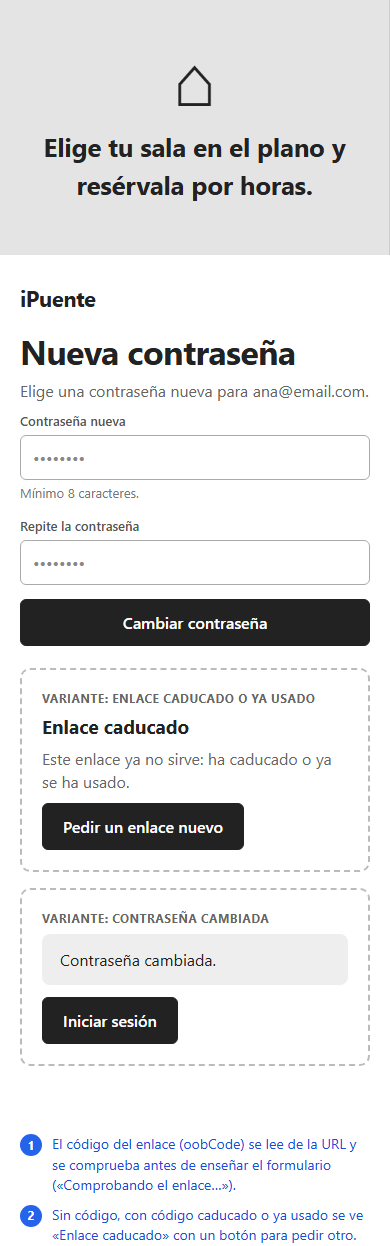 Elige tu sala en el plano y
resérvala por horas.
iPuente
Nueva contraseña
Elige una contraseña nueva para ana@email.com.
Contraseña nueva
••••••••
Mínimo 8 caracteres.
Repite la contraseña
••••••••
Cambiar contraseña
VARIANTE: ENLACE CADUCADO O YA USADO
Enlace caducado
Este enlace ya no sirve: ha caducado o ya
se ha usado.
Pedir un enlace nuevo
VARIANTE: CONTRASEÑA CAMBIADA
Contraseña cambiada.
Iniciar sesión
1 El código del enlace (oobCode) se lee de la URL y
se comprueba antes de enseñar el formulario
(«Comprobando el enlace…»).
2 Sin código, con código caducado o ya usado se ve
«Enlace caducado» con un botón para pedir otro.